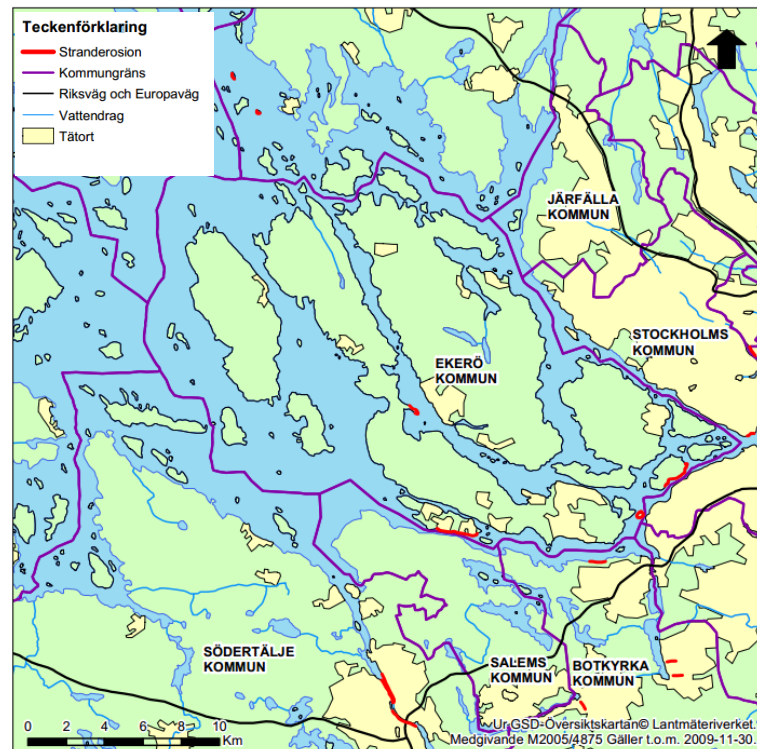 Teckenförklaring
Stranderosion
Kommungräns
Riksväg och Europaväg
Vattendrag
Tätort
JÄRFÄLLA
KOMMUN
STOCKHOLMS
KOMMUN
EKERÖ
KOMMUN
SÖDERTÄLJE
KOMMUN
SALEMS
KOMMUN
BOTKYRKA
KOMMUN
0 2 4 6 8 10
Km
Ur GSD-Översiktskartan© Lantmäteriverket.
Medgivande M2005/4875 Gäller t.o.m. 2009-11-30.